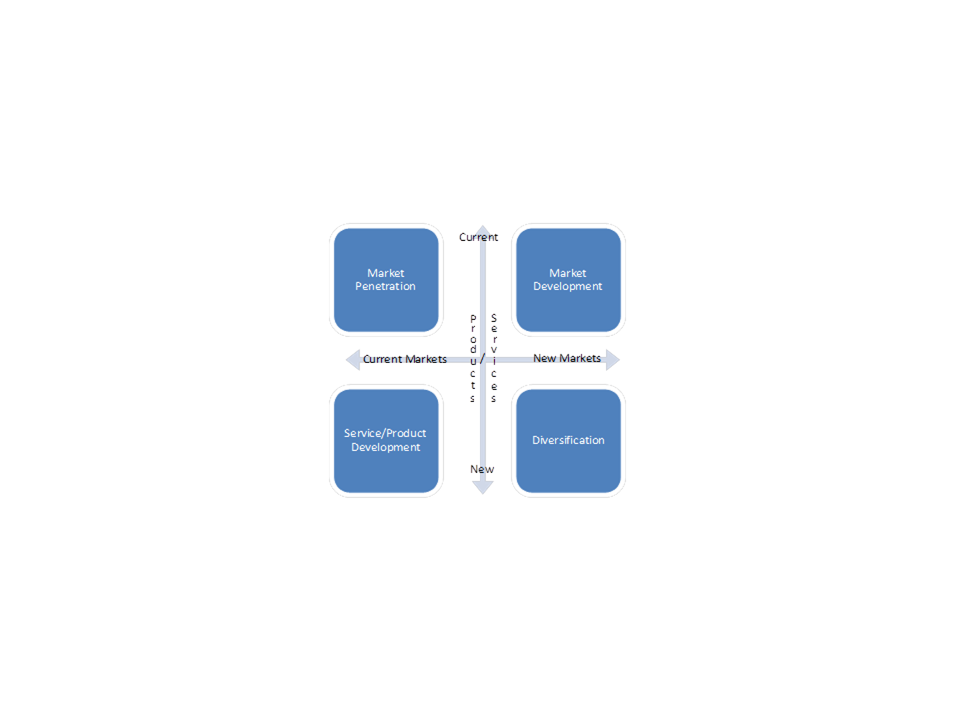 Current
Market
Penetration
Market
Development
Products / Services
Current Markets
New Markets
Service/Product
Development
Diversification
New